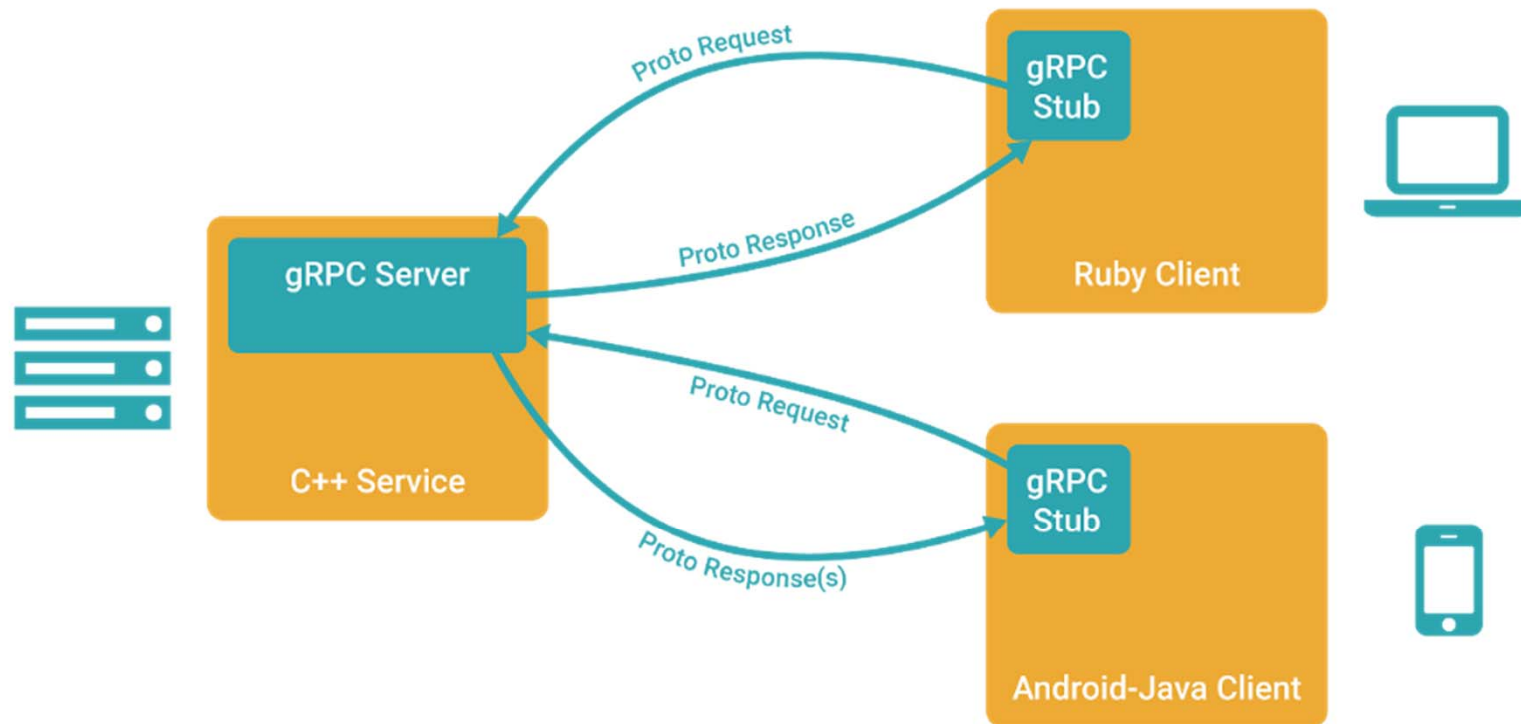 Proto Request
gRPC
Stub
Proto Response
Ruby Client
gRPC Server
C++ Service
Proto Request
gRPC
Stub
Proto Response(s)
Android-Java Client